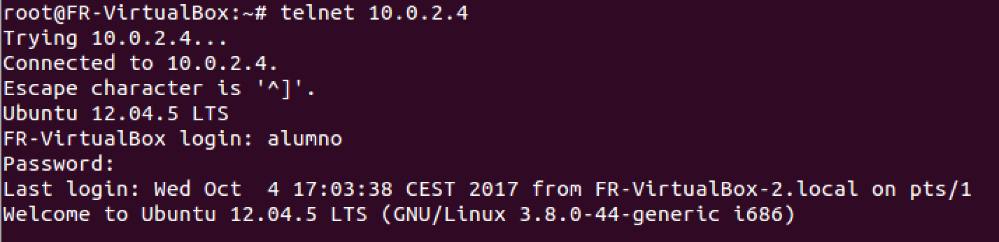 root@FR-VirtualBox:~# telnet 10.0.2.4
Trying 10.0.2.4...
Connected to 10.0.2.4.
Escape character is '^]'.
Ubuntu 12.04.5 LTS
FR-VirtualBox login: alumno
Password:
Last login: Wed Oct  4 17:03:38 CEST 2017 from FR-VirtualBox-2.local on pts/1
Welcome to Ubuntu 12.04.5 LTS (GNU/Linux 3.8.0-44-generic i686)